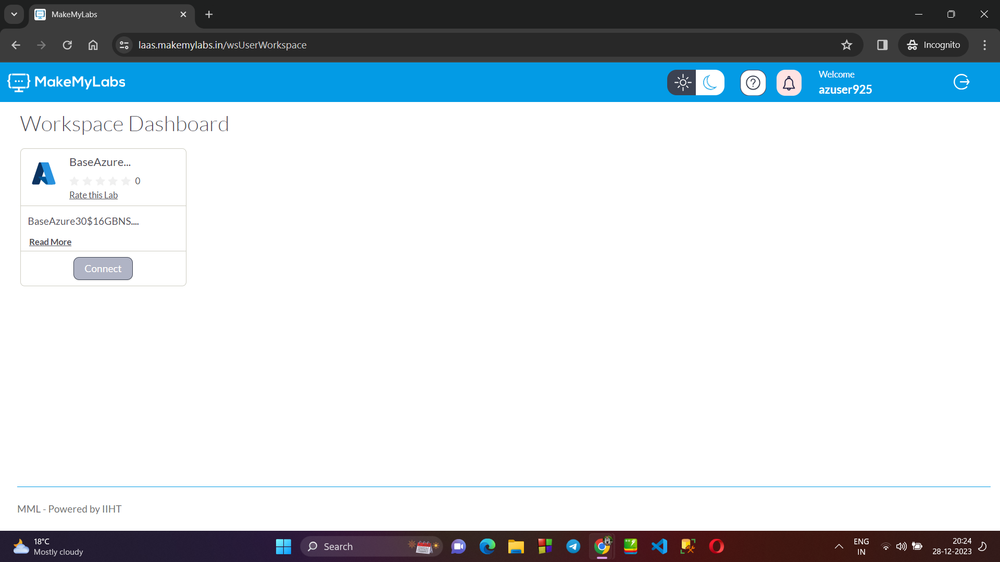 MakeMyLabs
laas.makemylabs.in/wsUserWorkspace
Incognito
MakeMyLabs
Welcome
azuser925
Workspace Dashboard
BaseAzure...
0
Rate this Lab
BaseAzure30$16GBNS....
Read More
Connect
MML - Powered by IIHT
18°C
Mostly cloudy
Search
ENG
IN
20:24
28-12-2023